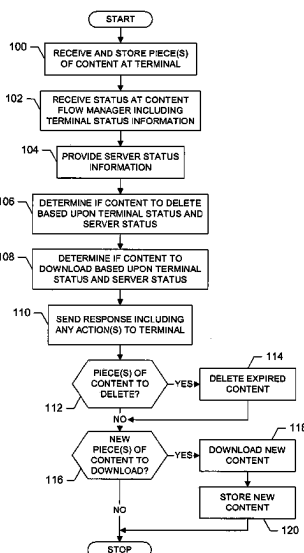 START
100
RECEIVE AND STORE PIECE(S)
OF CONTENT AT TERMINAL
102
RECEIVE STATUS AT CONTENT
FLOW MANAGER INCLUDING
TERMINAL STATUS INFORMATION
104
PROVIDE SERVER STATUS
INFORMATION
106
DETERMINE IF CONTENT TO DELETE
BASED UPON TERMINAL STATUS AND
SERVER STATUS
108
DETERMINE IF CONTENT TO
DOWNLOAD BASED UPON TERMINAL
STATUS AND SERVER STATUS
110
SEND RESPONSE INCLUDING
ANY ACTION(S) TO TERMINAL
PIECE(S) OF
CONTENT TO
DELETE?
112
YES
114
DELETE EXPIRED
CONTENT
NO
NEW
PIECE(S) OF
CONTENT TO
DOWNLOAD?
116
YES
118
DOWNLOAD NEW
CONTENT
NO
STORE NEW
CONTENT
120
STOP